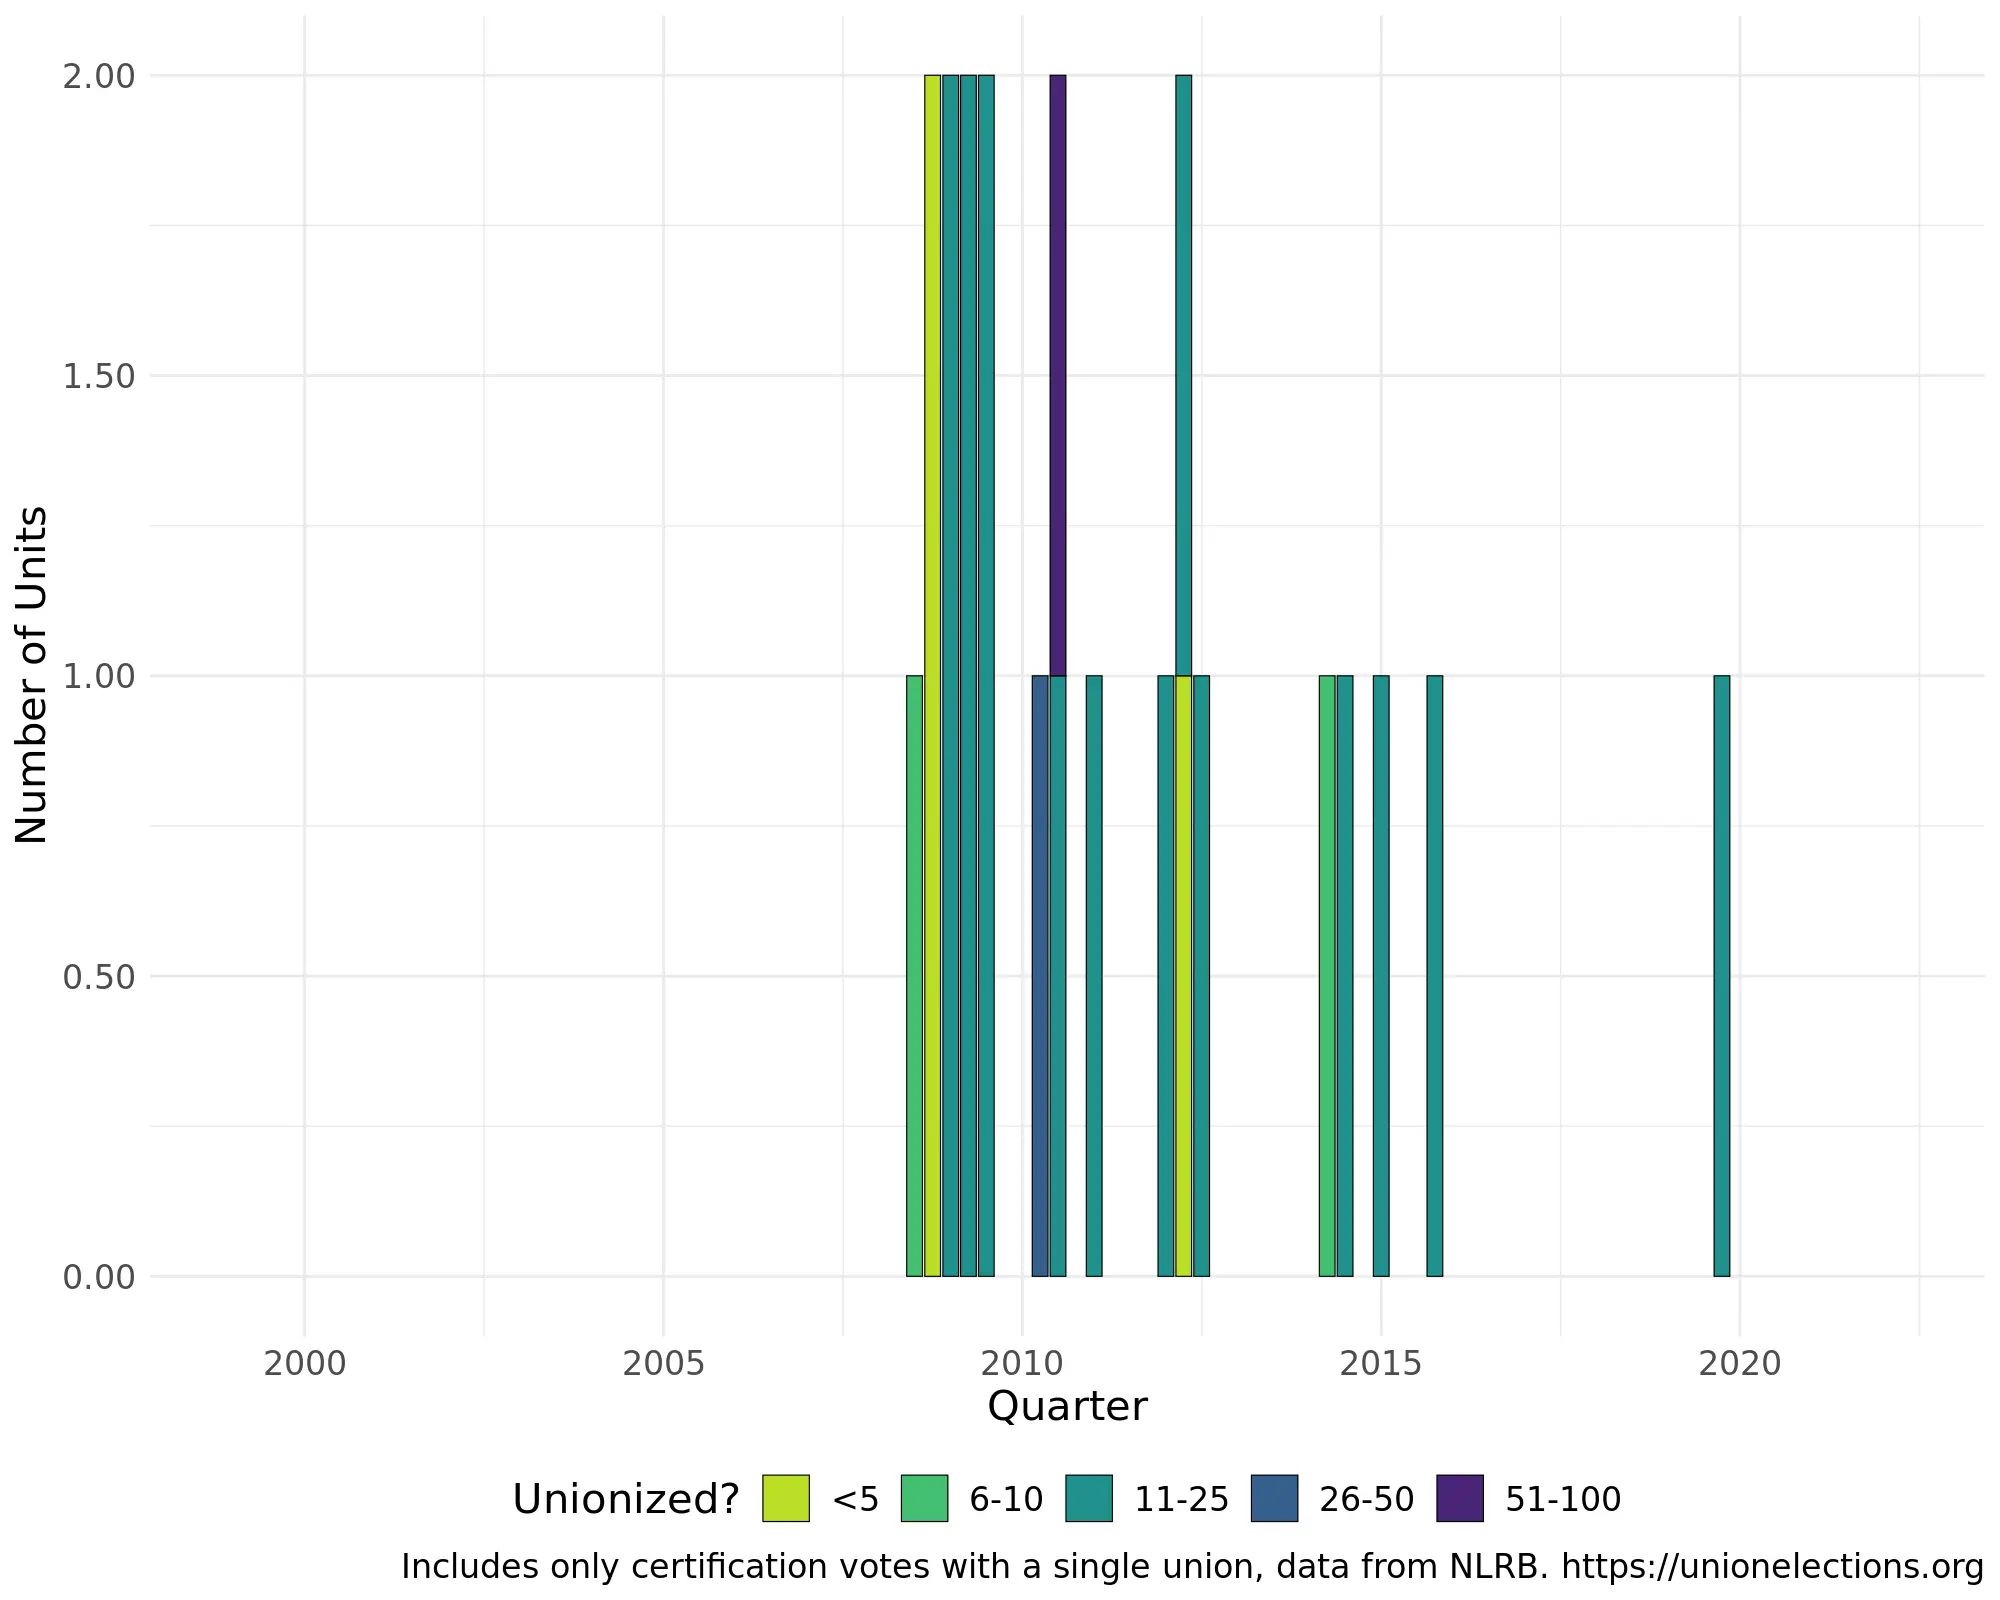 2.00
1.50
1.00
0.50
0.00
Number of Units
2000 2005 2010 2015 2020
Quarter
Unionized? <5 6-10 11-25 26-50 51-100
Includes only certification votes with a single union, data from NLRB. https://unionelections.org